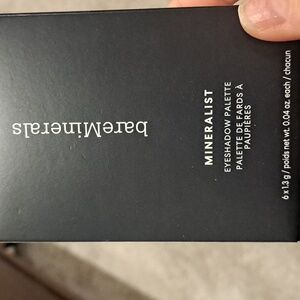 bareMinerals
MINERALIST
EYESHADOW PALETTE
PALETTE DE FARDS À
PAUPIÈRES
6 x 1.3 g / poids net wt. 0.04 oz. each / chacun